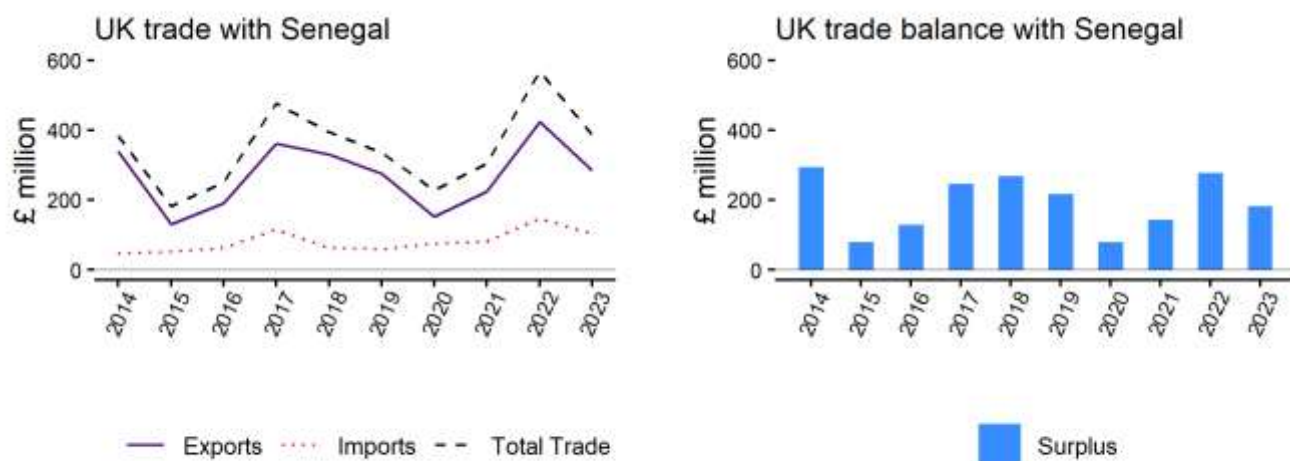 UK trade with Senegal
£ million
600
400
200
0
2014 2015 2016 2017 2018 2019 2020 2021 2022 2023
Exports Imports Total Trade
UK trade balance with Senegal
£ million
600
400
200
0
2014 2015 2016 2017 2018 2019 2020 2021 2022 2023
Surplus